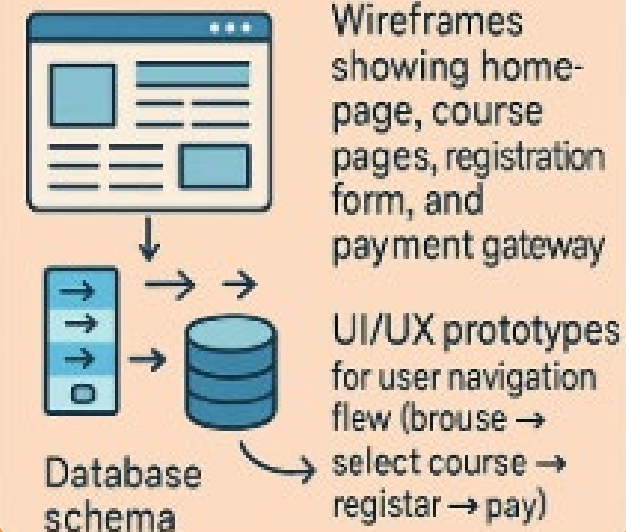 Wireframes
showing home-
page, course
pages, registration
form, and
payment gateway
UI/UX prototypes
for user navigation
flew (brouse →
select course →
registar → pay)
Database
schema